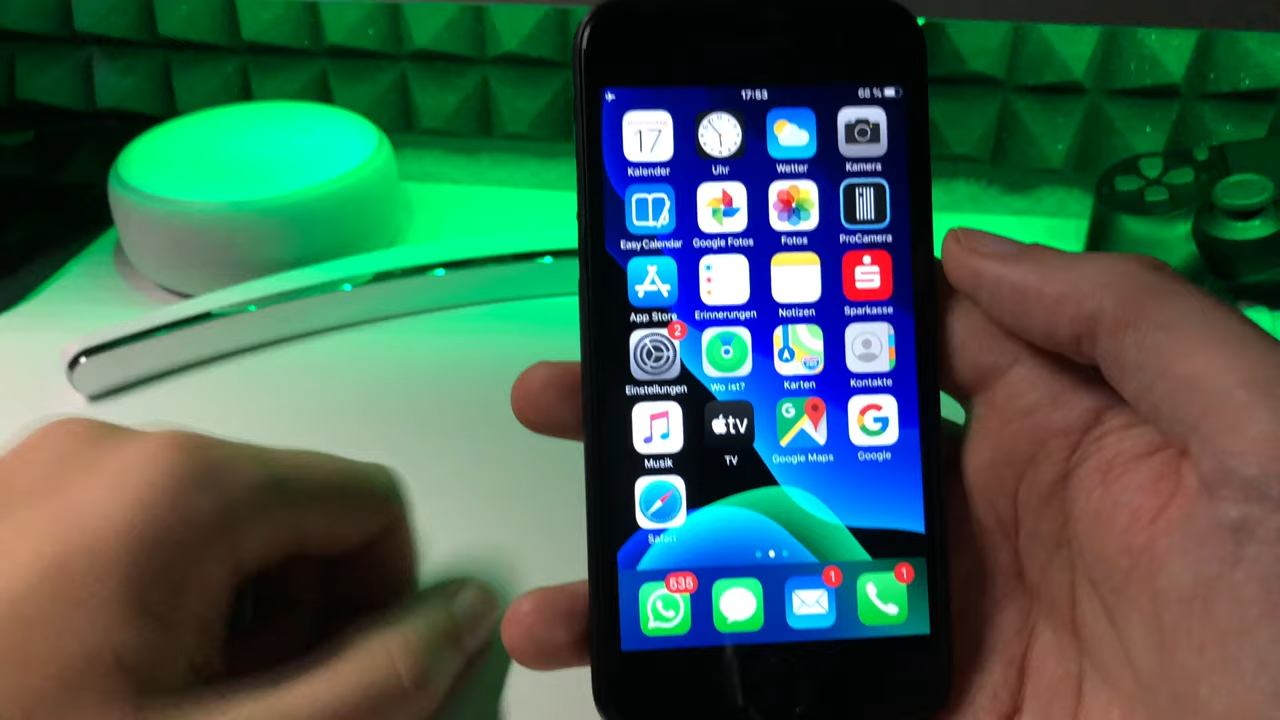 17:53 68 %
17
Kalender Uhr Wetter Kamera
Easy Calendar Google Fotos Fotos ProCamera
App Store Erinnerungen Notizen Sparkasse
2
Einstellungen Wo ist? Karten Kontakte
tv
G
G
Musik TV Google Maps Google
Safari
535 1 1